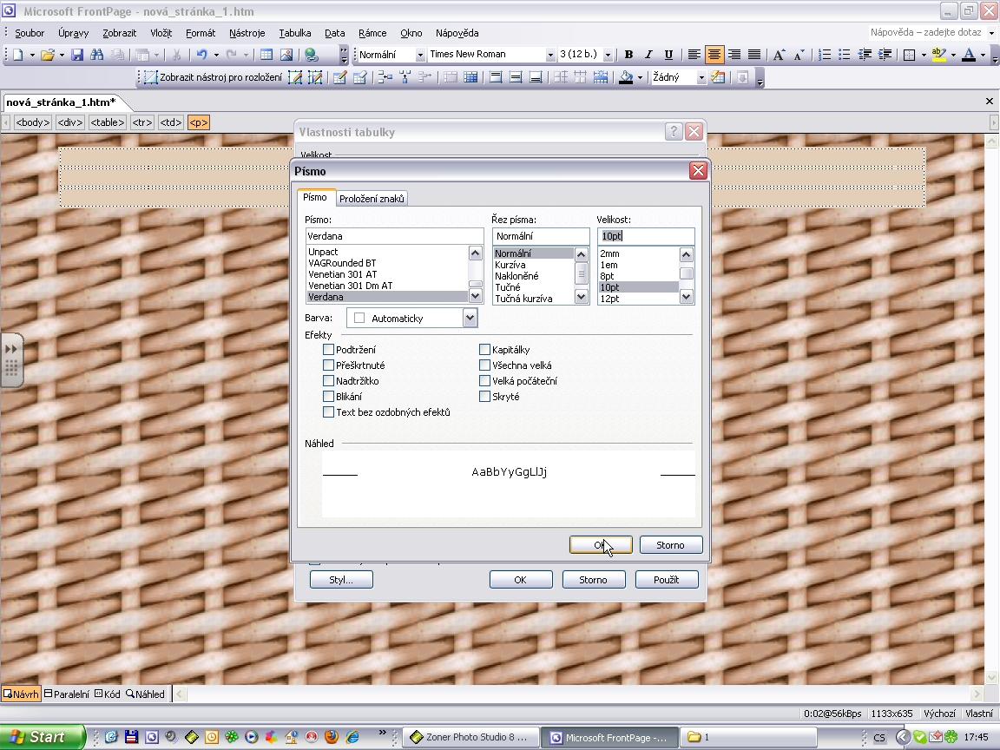 Microsoft FrontPage - nová_stránka_1.htm
Soubor Úpravy Zobrazit Vložit Formát Nástroje Tabulka Data Rámce Okno Nápověda
Nápověda – zadejte dotaz
Normální Times New Roman 3 (12 b.) B I U
Zobrazit nástroj pro rozložení Žádný
nová_stránka_1.htm*
<body> <div> <table> <tr> <td> <p>
Vlastnosti tabulky
Velikost
Písmo
Písmo Proložení znaků
Písmo: Řez písma: Velikost:
Verdana Normální 10pt
Unpact Normální 2mm
VAGRounded BT Kurzíva 1em
Venetian 301 AT Nakloněné 8pt
Venetian 301 Dm AT Tučné 10pt
Verdana Tučná kurzíva 12pt
Barva: Automaticky
Efekty
Podtržení Kapitálky
Přeškrtnuté Všechna velká
Nadtržítko Velká počáteční
Blikání Skryté
Text bez ozdobných efektů
Náhled
AaBbYyGgLlJj
OK Storno
Styl... OK Storno Použít
Návrh Paralelní Kód Náhled
0:02@56kBps 1133x635 Výchozí Vlastní
Start Zoner Photo Studio 8 ... Microsoft FrontPage -... 1 CS 17:45